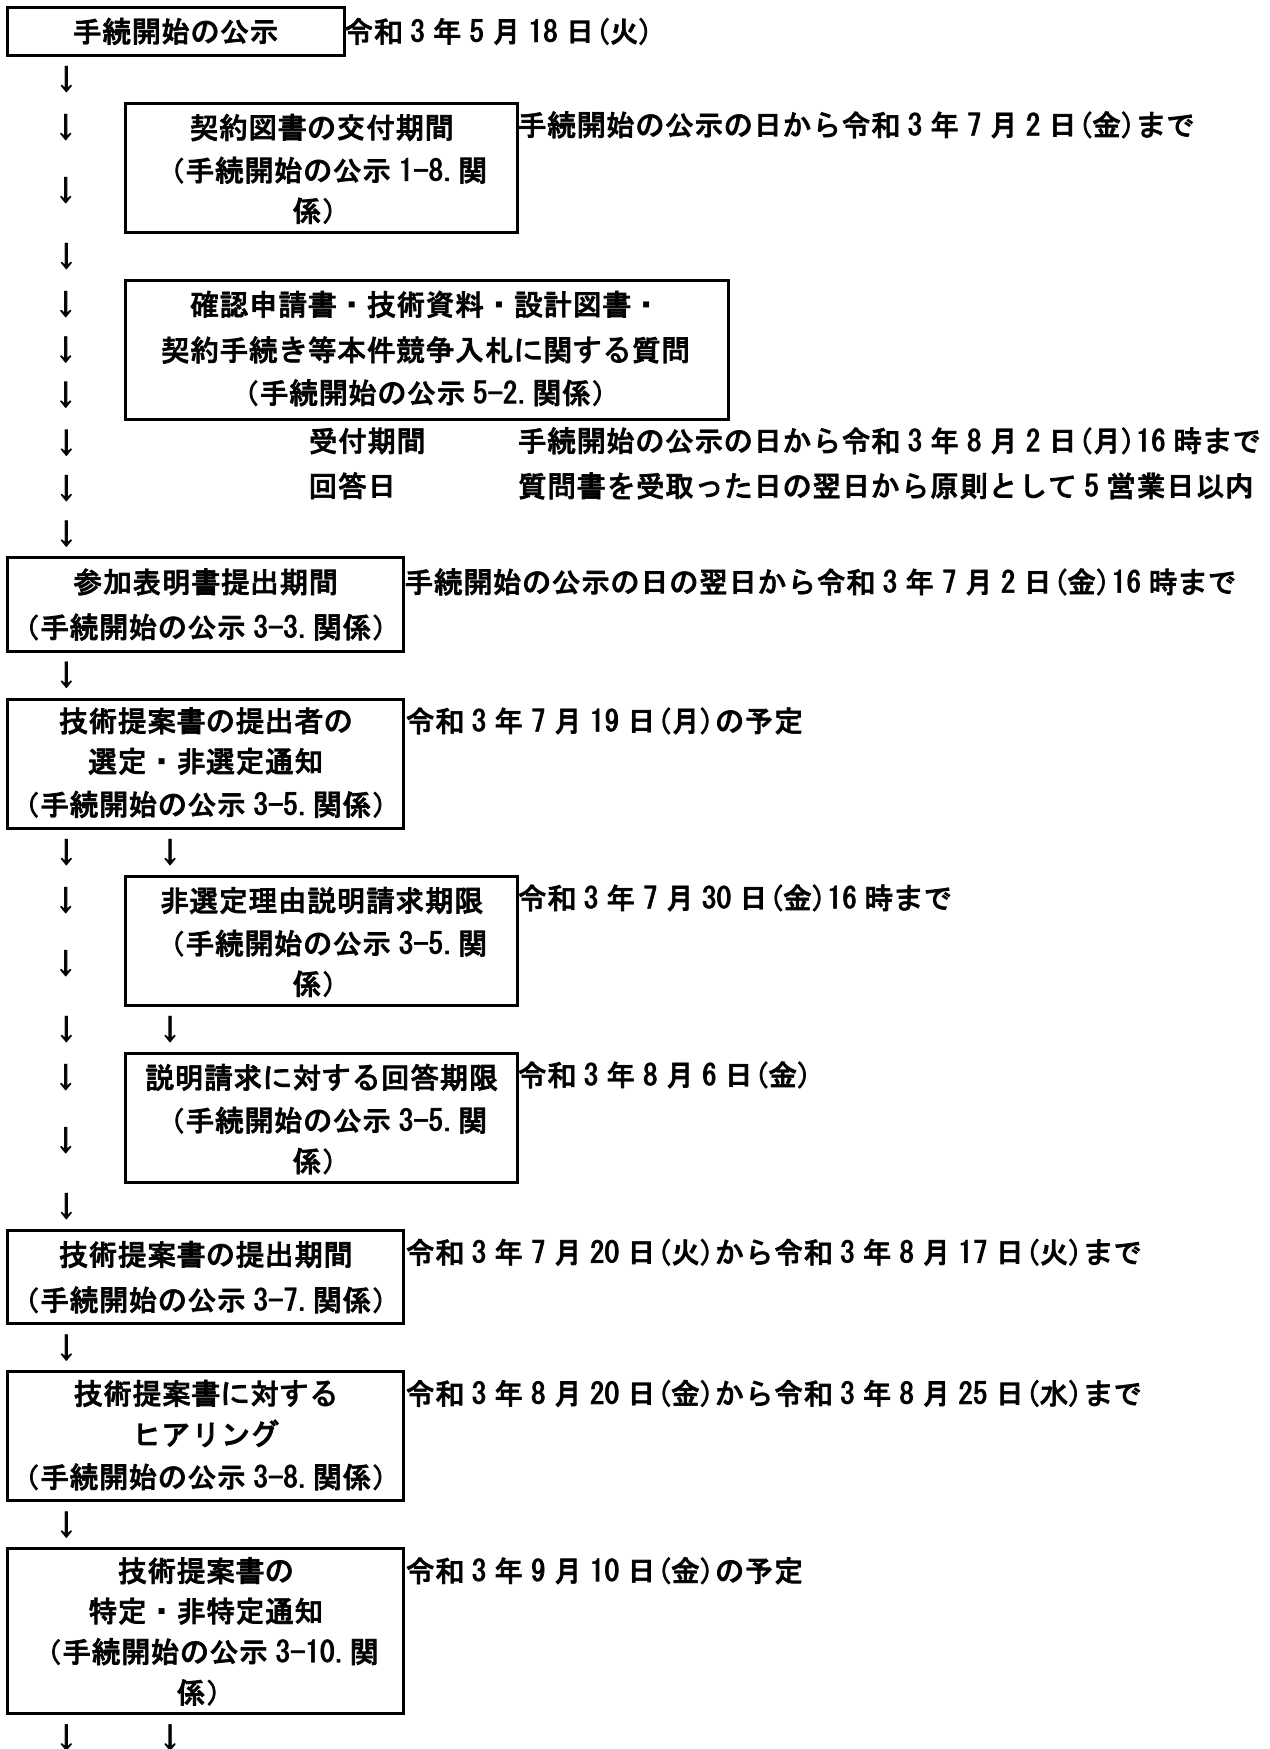 手続開始の公示 令和3年5月18日(火)
↓
↓ 契約図書の交付期間 手続開始の公示の日から令和3年7月2日(金)まで
(手続開始の公示1-8.関
↓
係)
↓
↓ 確認申請書・技術資料・設計図書・
↓ 契約手続き等本件競争入札に関する質問
↓ (手続開始の公示5-2.関係)
↓ 受付期間 手続開始の公示の日から令和3年8月2日(月)16時まで
↓ 回答日 質問書を受取った日の翌日から原則として5営業日以内
↓
参加表明書提出期間 手続開始の公示の日の翌日から令和3年7月2日(金)16時まで
(手続開始の公示3-3.関係)
↓
技術提案書の提出者の 令和3年7月19日(月)の予定
選定・非選定通知
(手続開始の公示3-5.関係)
↓ ↓
↓ 非選定理由説明請求期限 令和3年7月30日(金)16時まで
(手続開始の公示3-5.関
↓
係)
↓ ↓
↓ 説明請求に対する回答期限 令和3年8月6日(金)
(手続開始の公示3-5.関
↓
係)
↓
技術提案書の提出期間 令和3年7月20日(火)から令和3年8月17日(火)まで
(手続開始の公示3-7.関係)
↓
技術提案書に対する 令和3年8月20日(金)から令和3年8月25日(水)まで
ヒアリング
(手続開始の公示3-8.関係)
↓
技術提案書の 令和3年9月10日(金)の予定
特定・非特定通知
(手続開始の公示3-10.関
係)
↓ ↓